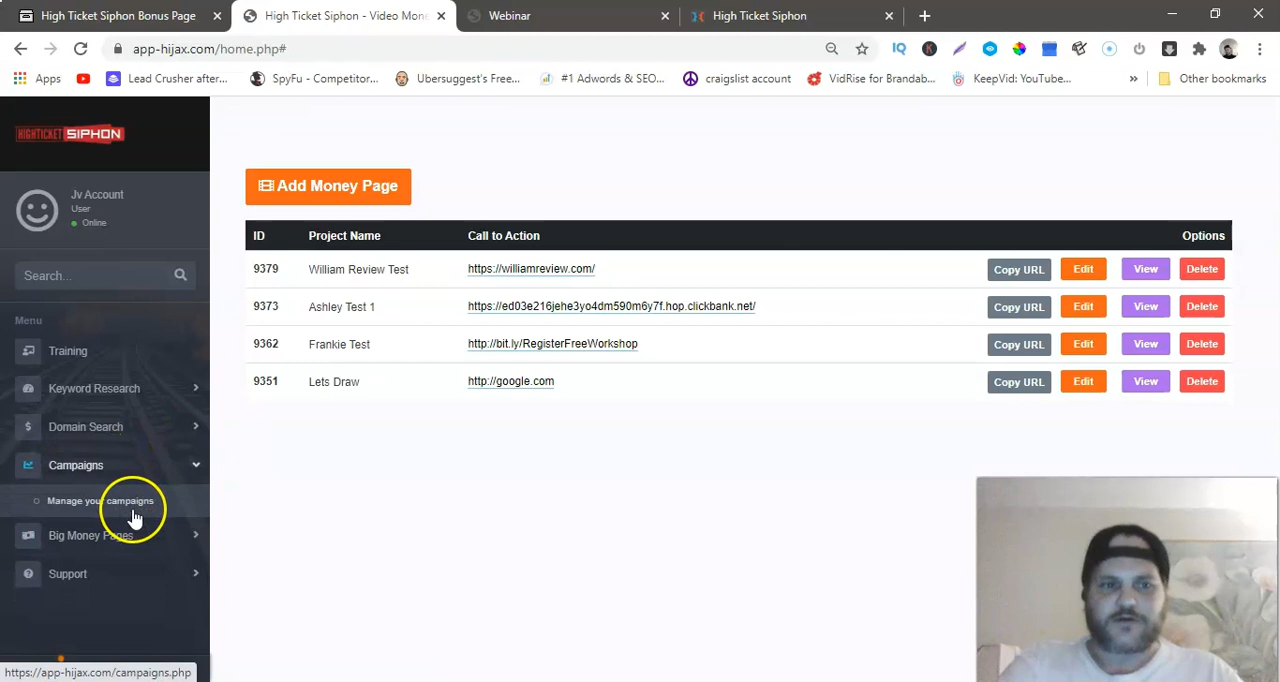 High Ticket Siphon Bonus Page
High Ticket Siphon - Video Mone
Webinar
High Ticket Siphon
app-hijax.com/home.php#
Apps
Lead Crusher after...
SpyFu - Competitor...
Ubersuggest's Free...
#1 Adwords & SEO...
craigslist account
VidRise for Brandab...
KeepVid: YouTube...
»
Other bookmarks
HIGHTICKET SIPHON
Jv Account
User
Online
Search...
Menu
Training
Keyword Research
Domain Search
Campaigns
Manage your campaigns
Big Money Pages
Support
https://app-hijax.com/campaigns.php
Add Money Page
ID Project Name Call to Action Options
9379 William Review Test https://williamreview.com/ Copy URL Edit View Delete
9373 Ashley Test 1 https://ed03e216jehe3yo4dm590m6y7f.hop.clickbank.net/ Copy URL Edit View Delete
9362 Frankie Test http://bit.ly/RegisterFreeWorkshop Copy URL Edit View Delete
9351 Lets Draw http://google.com Copy URL Edit View Delete